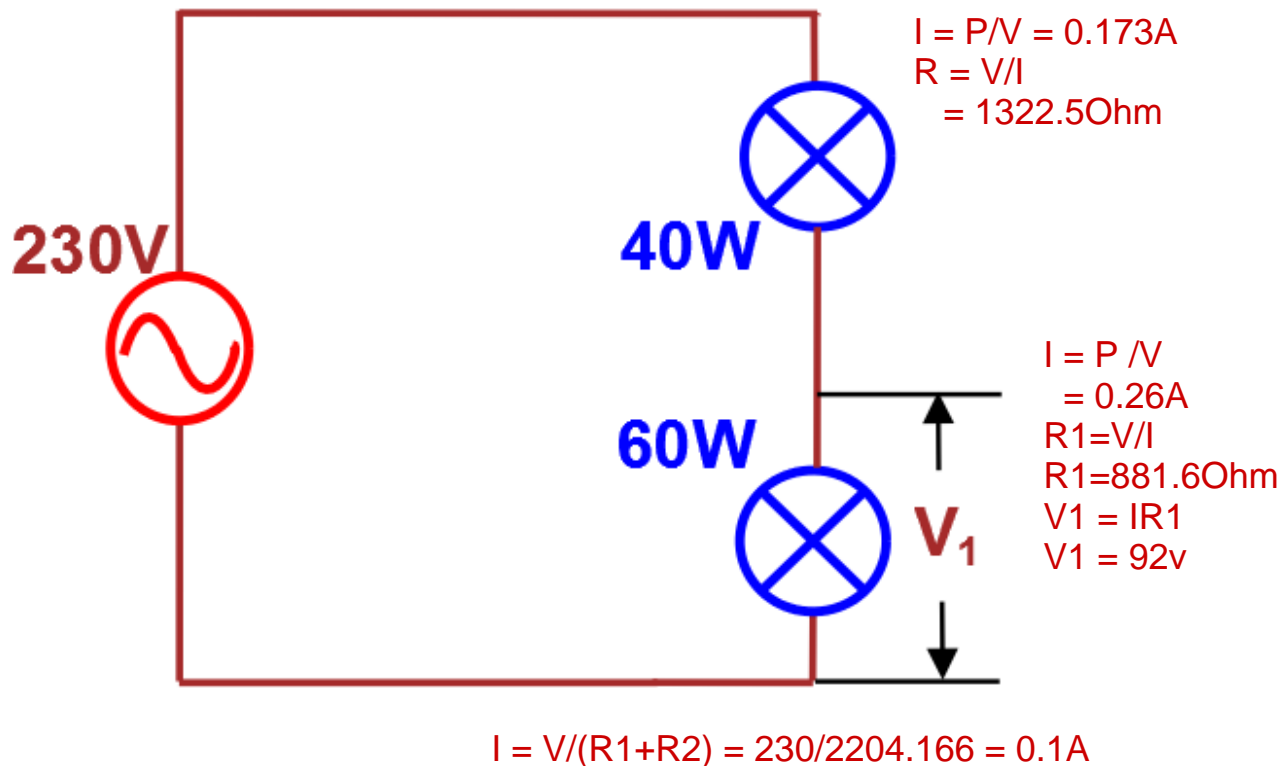 I = P/V = 0.173A
R = V/I
= 1322.5Ohm
230V
40W
I = P /V
= 0.26A
60W
R1=V/I
R1=881.6Ohm
V₁
V1 = IR1
V1 = 92v
I = V/(R1+R2) = 230/2204.166 = 0.1A